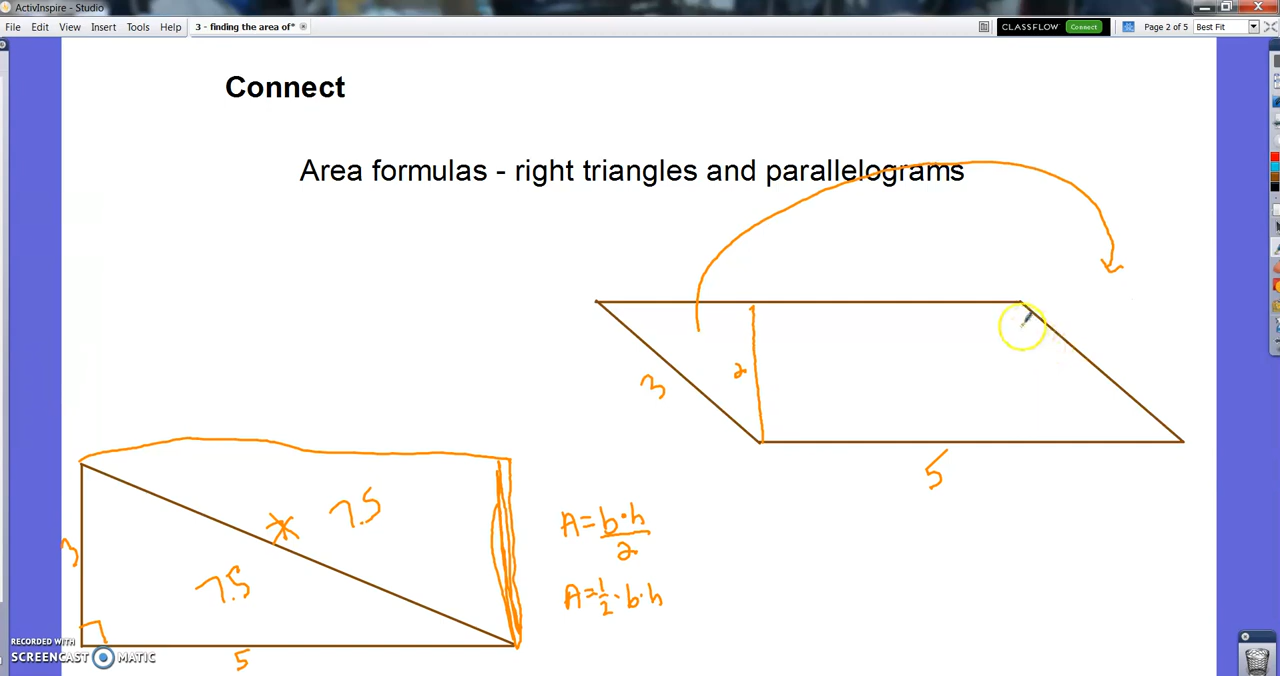 ActivInspire - Studio
File Edit View Insert Tools Help
3 - finding the area of*
CLASSFLOW Connect
Page 2 of 5
Best Fit
Connect
Area formulas - right triangles and parallelograms
2
3
5
7.5
7.5
3
5
A=b·h/2
A=1/2·b·h
RECORDED WITH
SCREENCAST MATIC